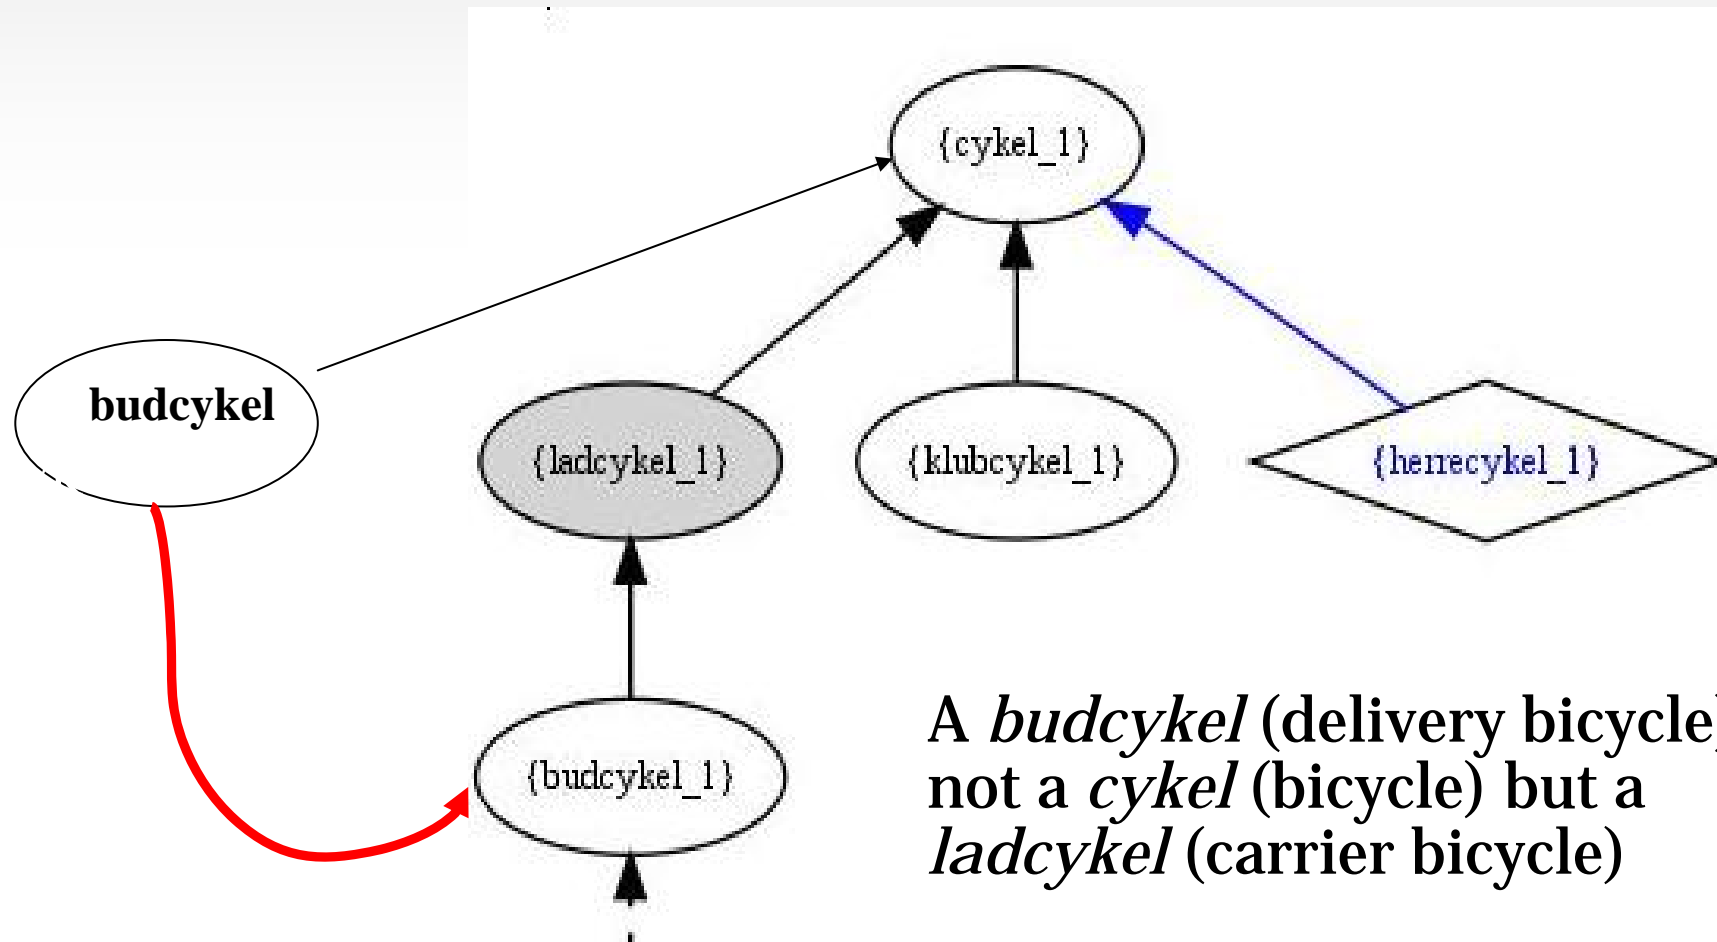 {cykel_1}
budcykel
{ladcykel_1}
{klubcykel_1}
{herrecykel_1}
{budcykel_1}
A budcykel (delivery bicycle)
not a cykel (bicycle) but a
ladcykel (carrier bicycle)